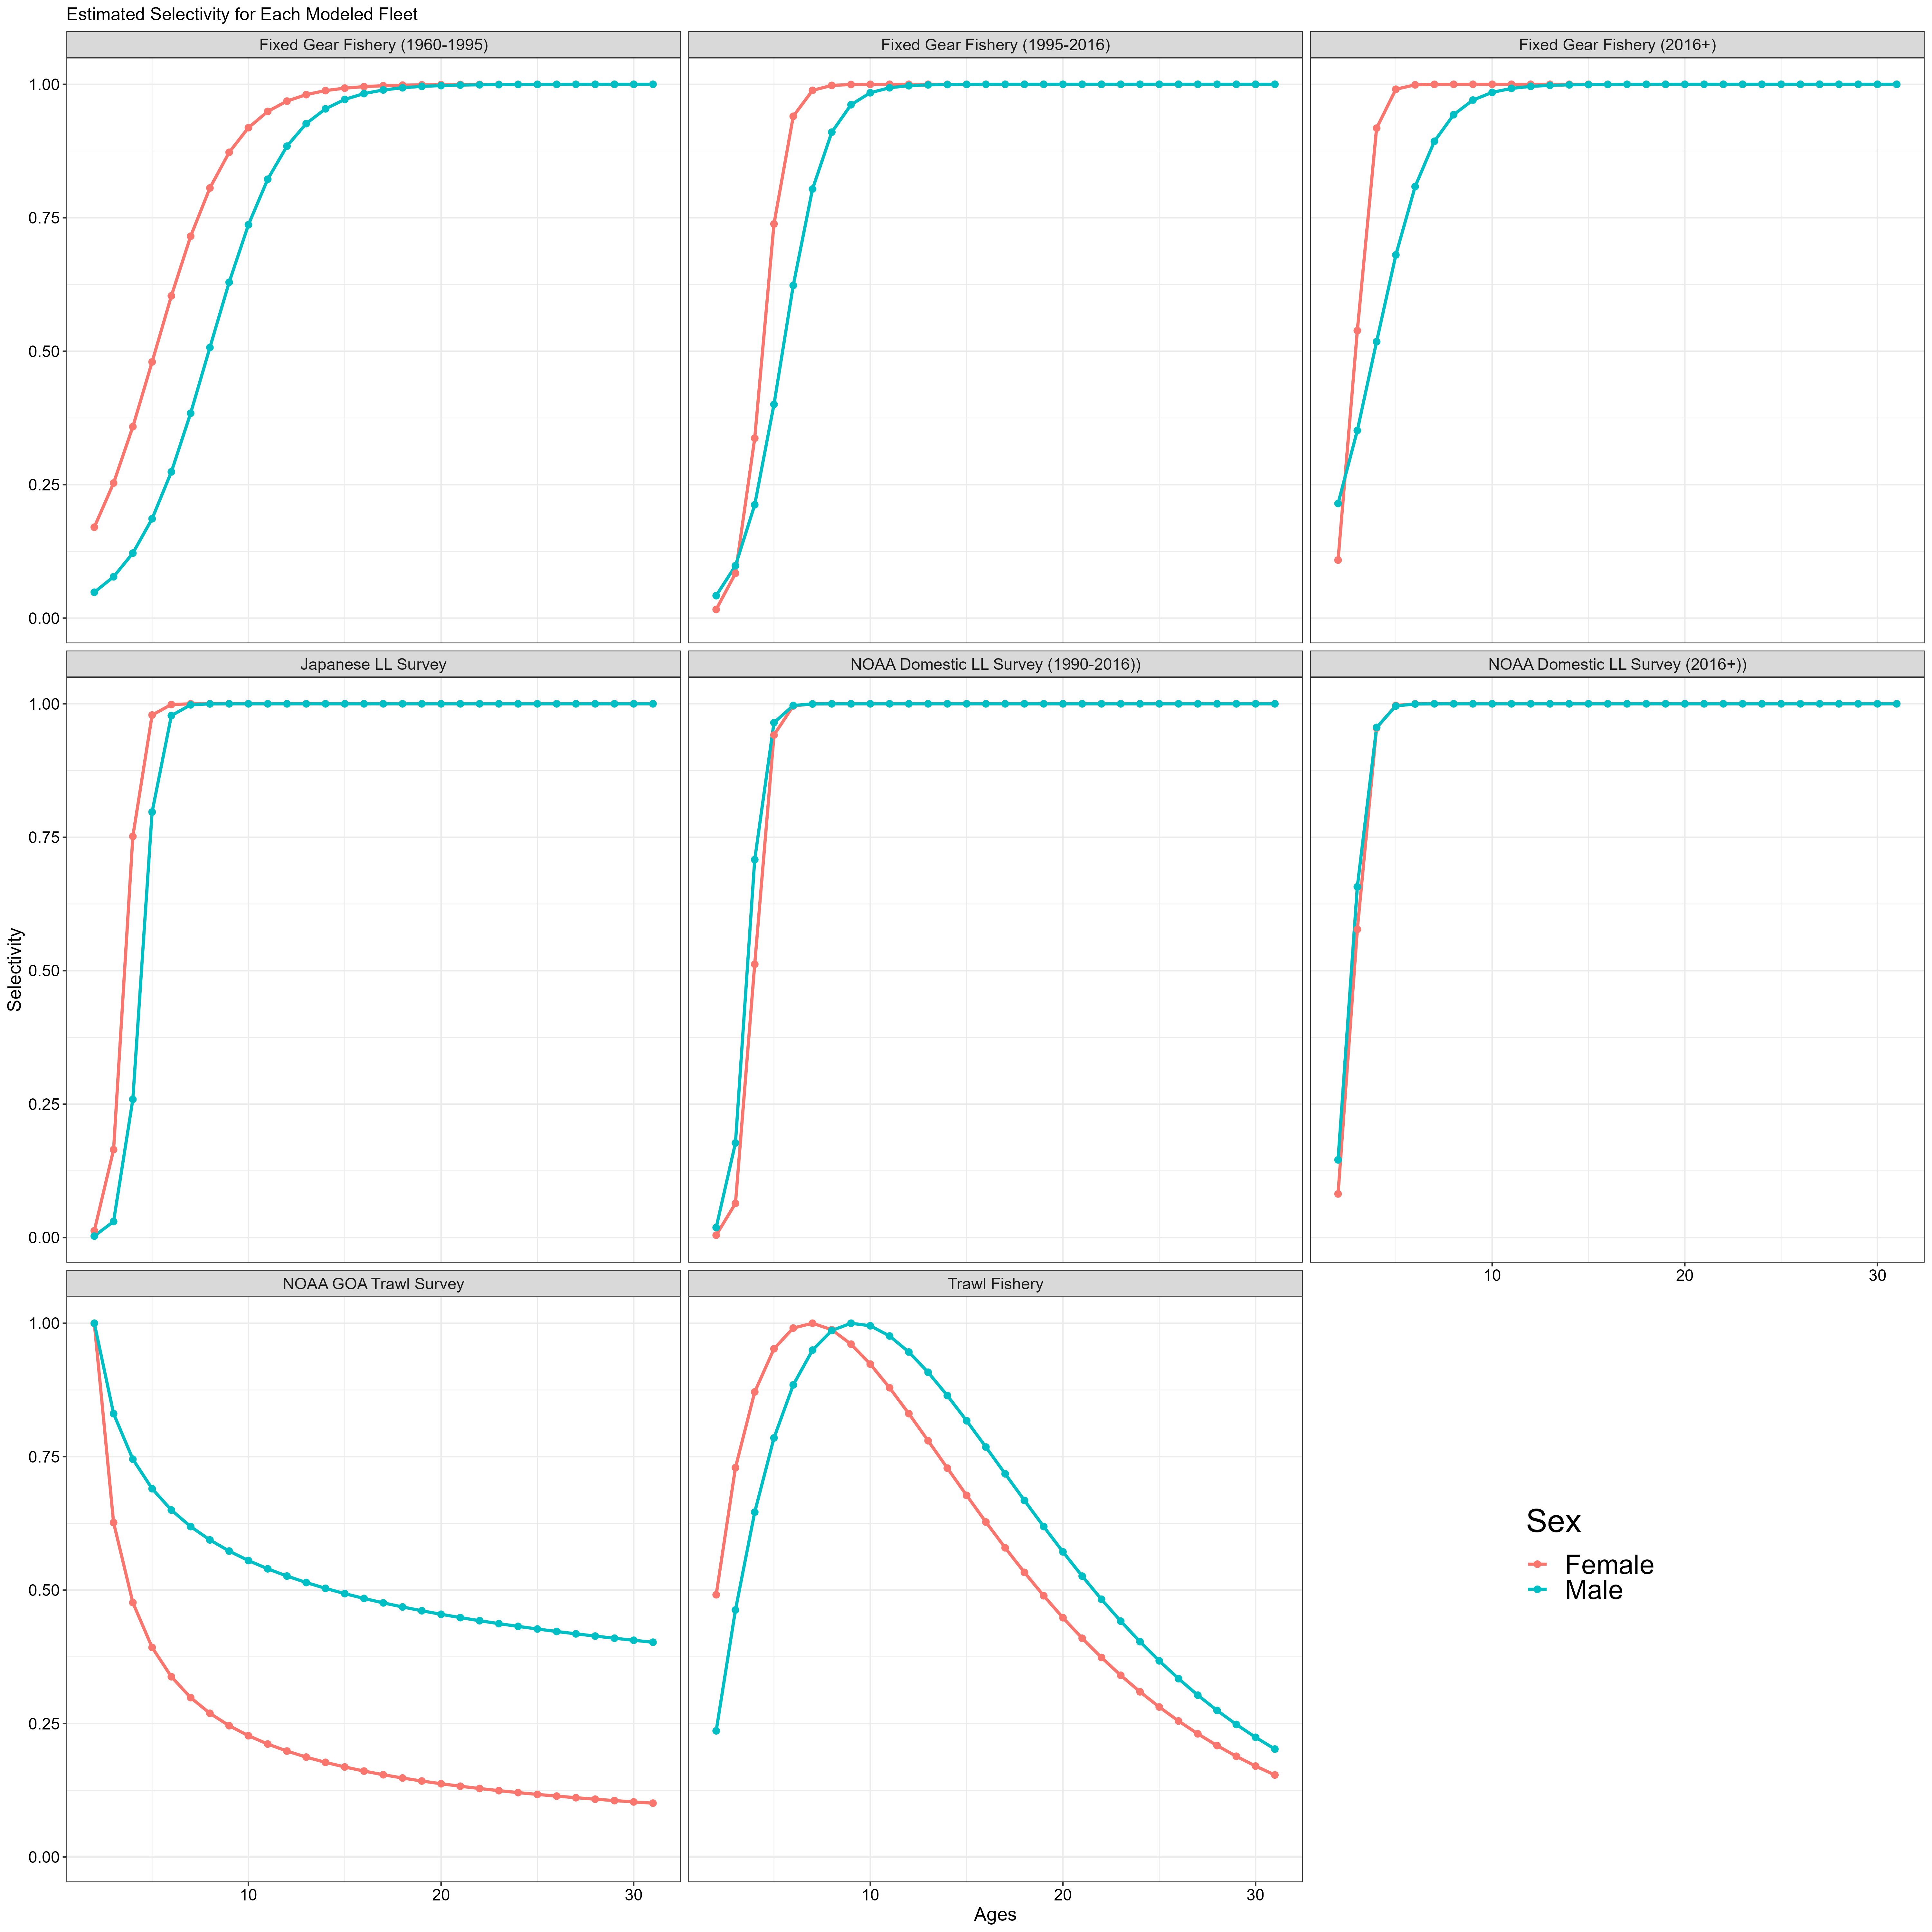 Estimated Selectivity for Each Modeled Fleet
Fixed Gear Fishery (1960-1995)
Fixed Gear Fishery (1995-2016)
Fixed Gear Fishery (2016+)
1.00
0.75
0.50
0.25
0.00
Japanese LL Survey
NOAA Domestic LL Survey (1990-2016))
NOAA Domestic LL Survey (2016+))
1.00
0.75
0.50
0.25
0.00
10
20
30
Selectivity
NOAA GOA Trawl Survey
Trawl Fishery
1.00
0.75
0.50
0.25
0.00
10
20
30
10
20
30
Ages
Sex
Female
Male